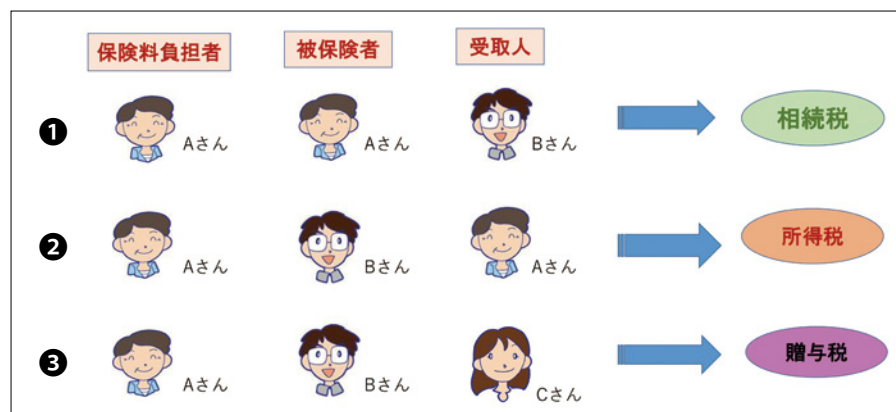 保険料負担者 被保険者 受取人
❶ Aさん Aさん Bさん 相続税
❷ Aさん Bさん Aさん 所得税
❸ Aさん Bさん Cさん 贈与税